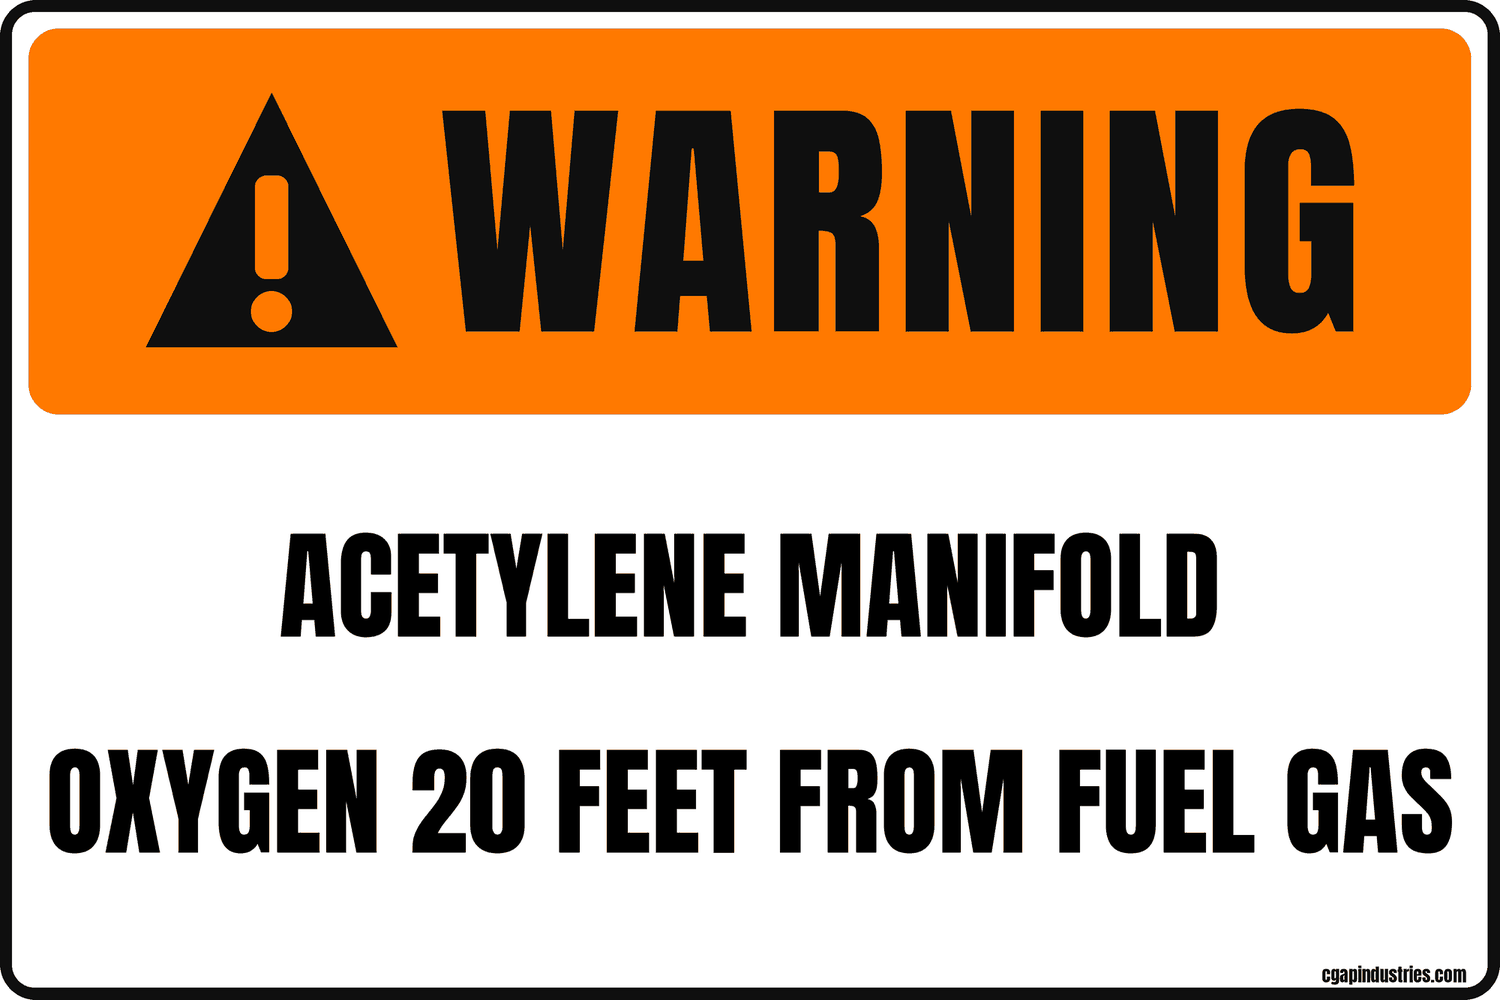 WARNING
ACETYLENE MANIFOLD
OXYGEN 20 FEET FROM FUEL GAS
cgapindustries.com